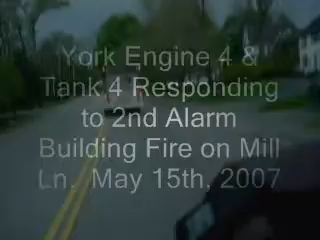 York Engine 4 &
Tank 4 Responding
to 2nd Alarm
Building Fire on Mill
Ln, May 15th, 2007